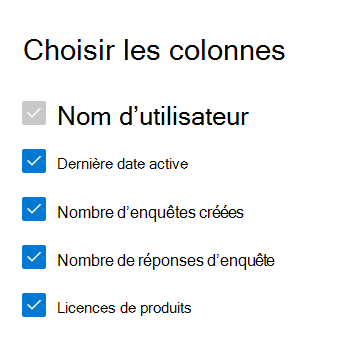 Choisir les colonnes
Nom d’utilisateur
Dernière date active
Nombre d’enquêtes créées
Nombre de réponses d’enquête
Licences de produits